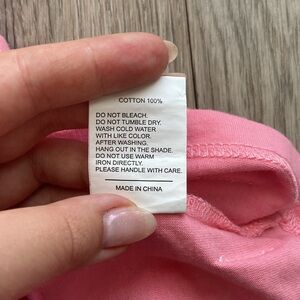 COTTON 100%
DO NOT BLEACH.
DO NOT TUMBLE DRY.
WASH COLD WATER
WITH LIKE COLOR.
AFTER WASHING.
HANG OUT IN THE SHADE.
DO NOT USE WARM
IRON DIRECTLY.
PLEASE HANDLE WITH CARE.
MADE IN CHINA